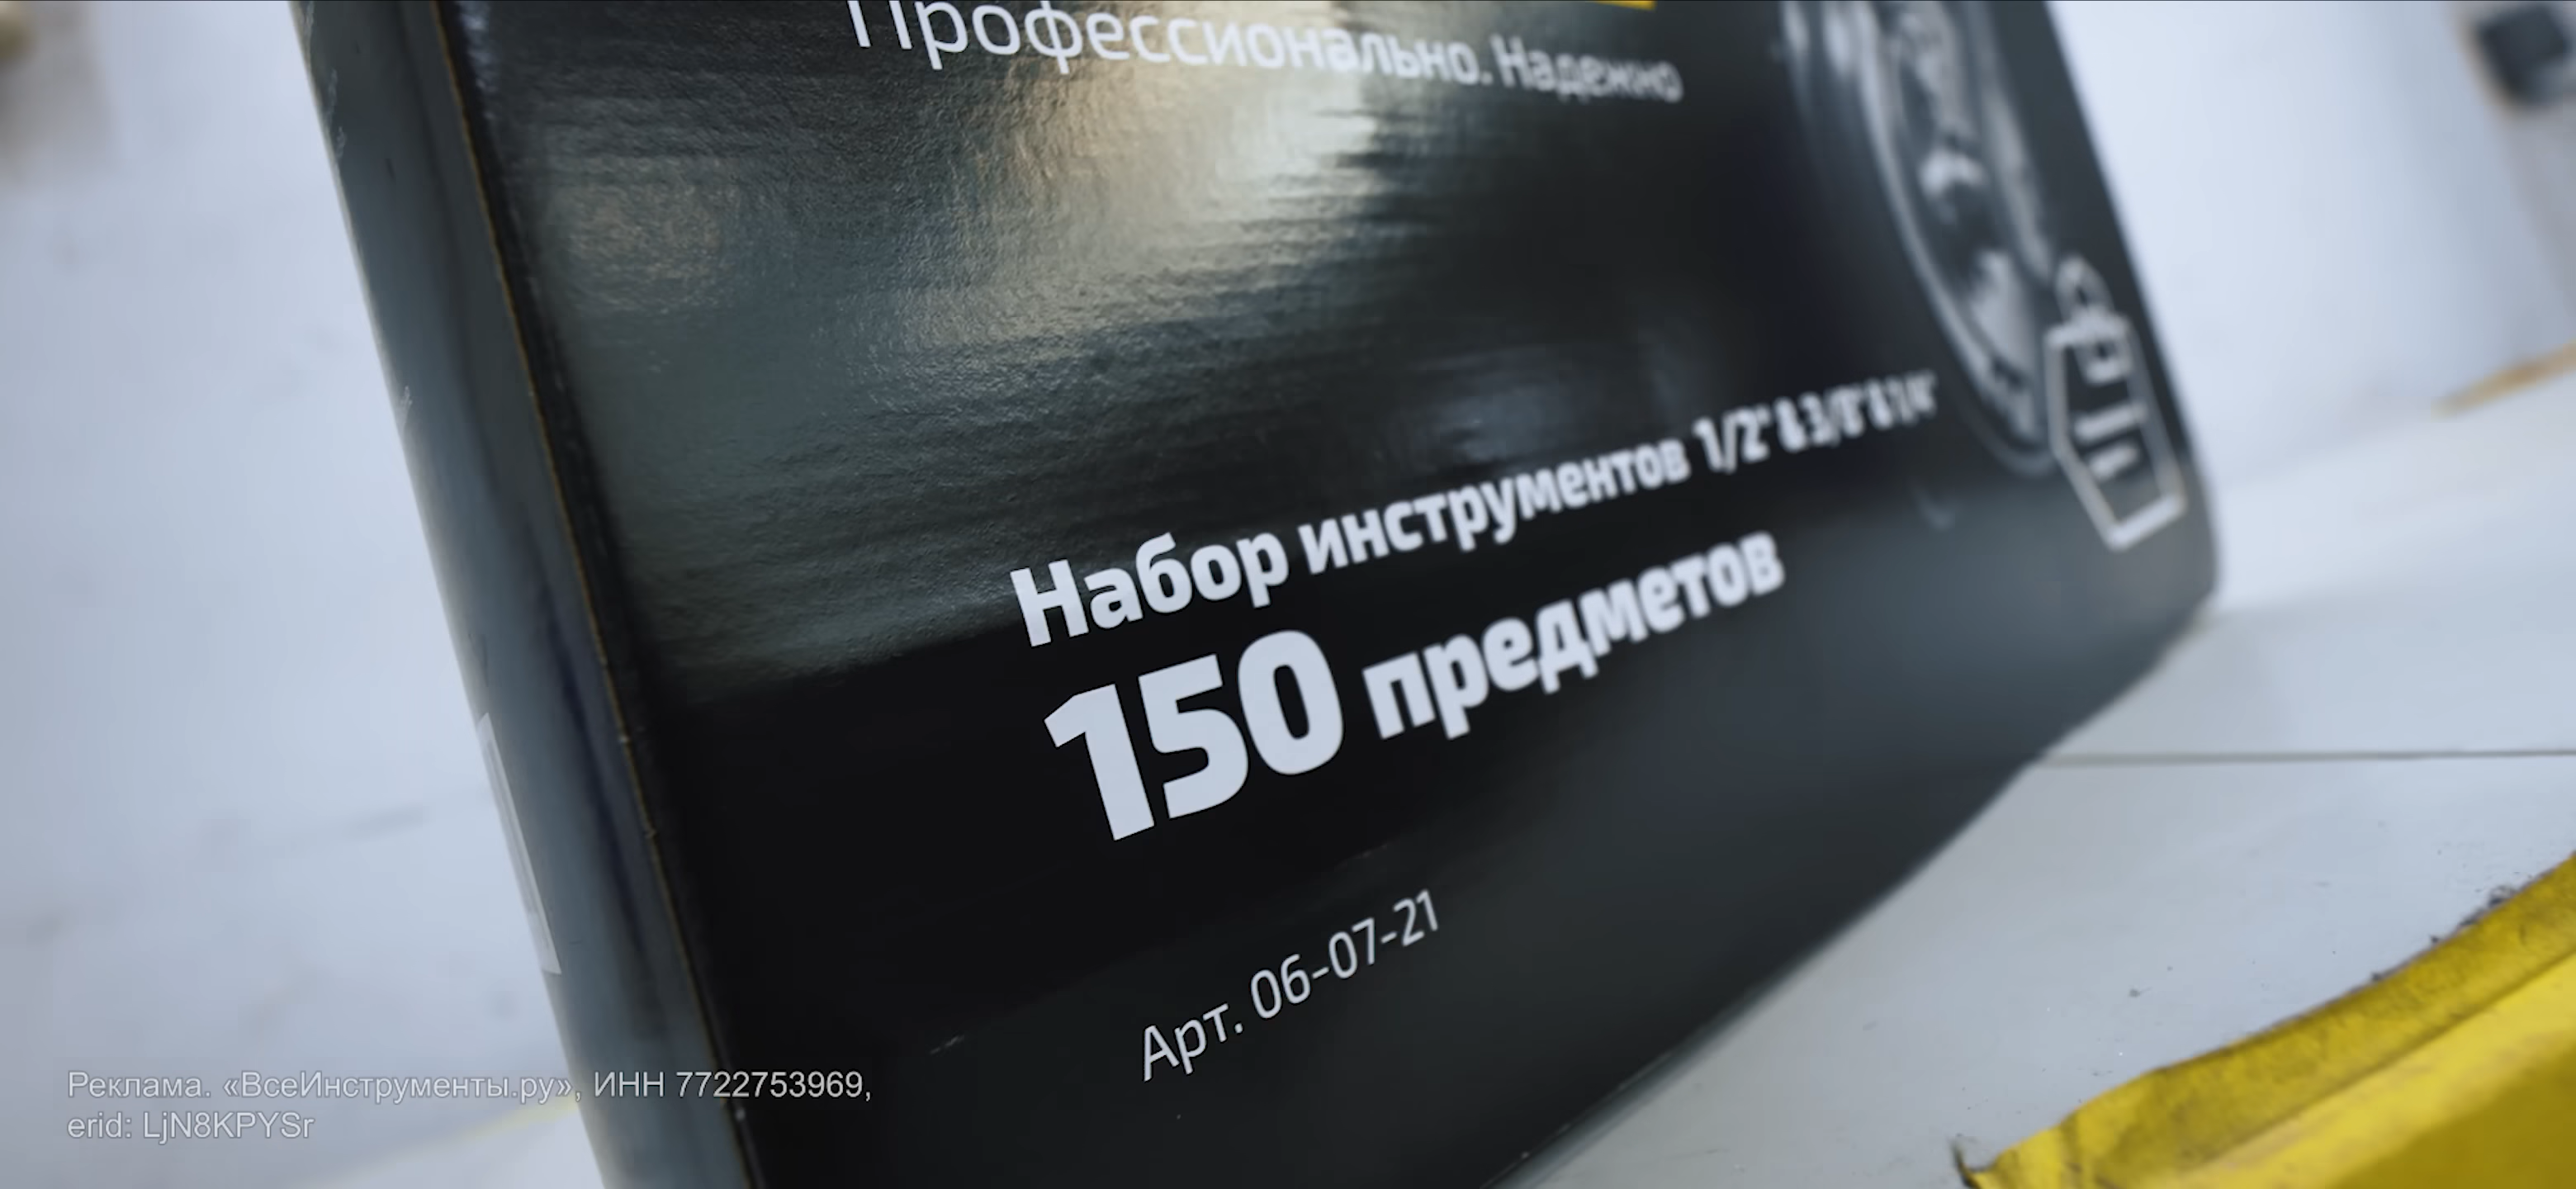 Профессионально. Надежно
Набор инструментов 1/2" & 3/8" & 1/4"
150 предметов
Арт. 06-07-21
Реклама. «ВсеИнструменты.ру», ИНН 7722753969,
erid: LjN8KPYSr